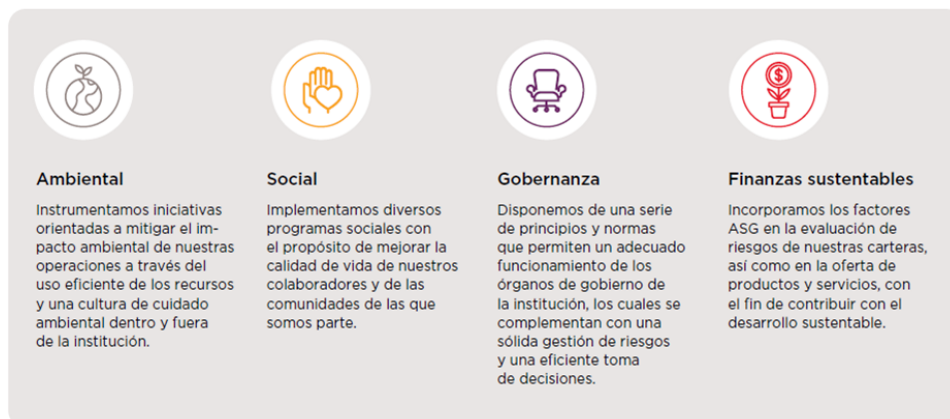 Ambiental
Instrumentamos iniciativas
orientadas a mitigar el im-
pacto ambiental de nuestras
operaciones a través del
uso eficiente de los recursos
y una cultura de cuidado
ambiental dentro y fuera
de la institución.
Social
Implementamos diversos
programas sociales con
el propósito de mejorar la
calidad de vida de nuestros
colaboradores y de las
comunidades de las que
somos parte.
Gobernanza
Disponemos de una serie
de principios y normas
que permiten un adecuado
funcionamiento de los
órganos de gobierno de
la institución, los cuales se
complementan con una
sólida gestión de riesgos
y una eficiente toma
de decisiones.
$
Finanzas sustentables
Incorporamos los factores
ASG en la evaluación de
riesgos de nuestras carteras,
así como en la oferta de
productos y servicios, con
el fin de contribuir con el
desarrollo sustentable.